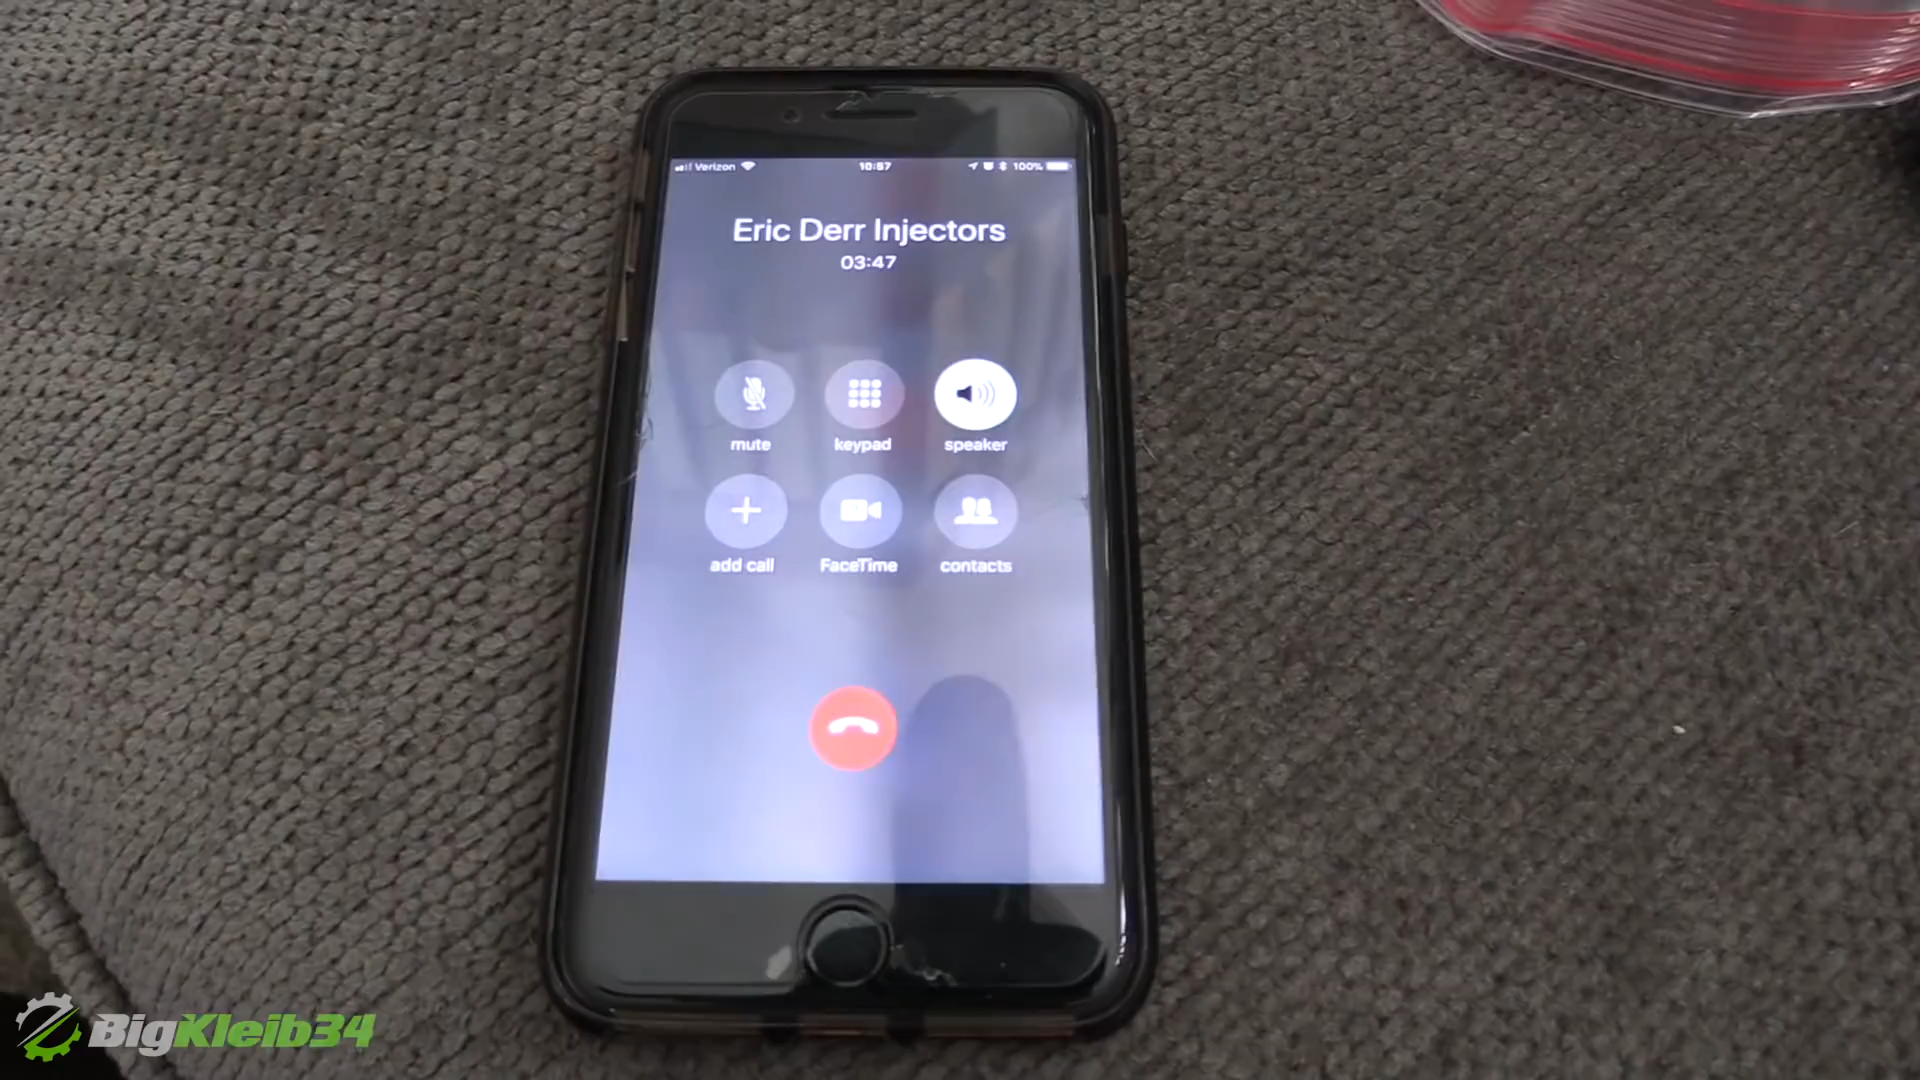 Verizon 10:57 100%
Eric Derr Injectors
03:47
mute keypad speaker
add call FaceTime contacts
BigKleib34